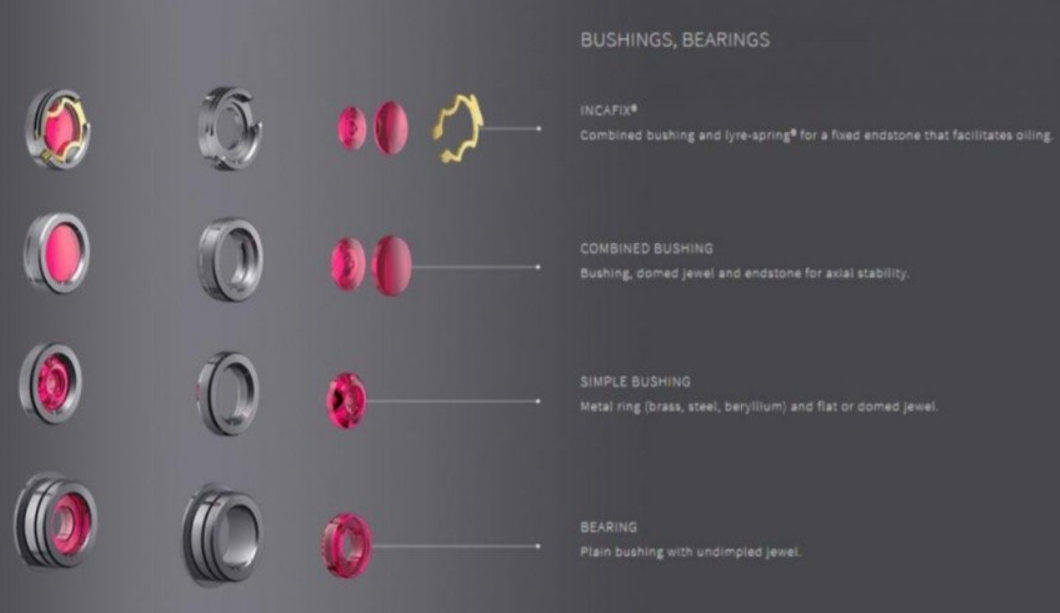 BUSHINGS, BEARINGS
INCAFIX®
Combined bushing and lyre-spring® for a fixed endstone that facilitates oiling.
COMBINED BUSHING
Bushing, domed jewel and endstone for axial stability.
SIMPLE BUSHING
Metal ring (brass, steel, beryllium) and flat or domed jewel.
BEARING
Plain bushing with undimpled jewel.